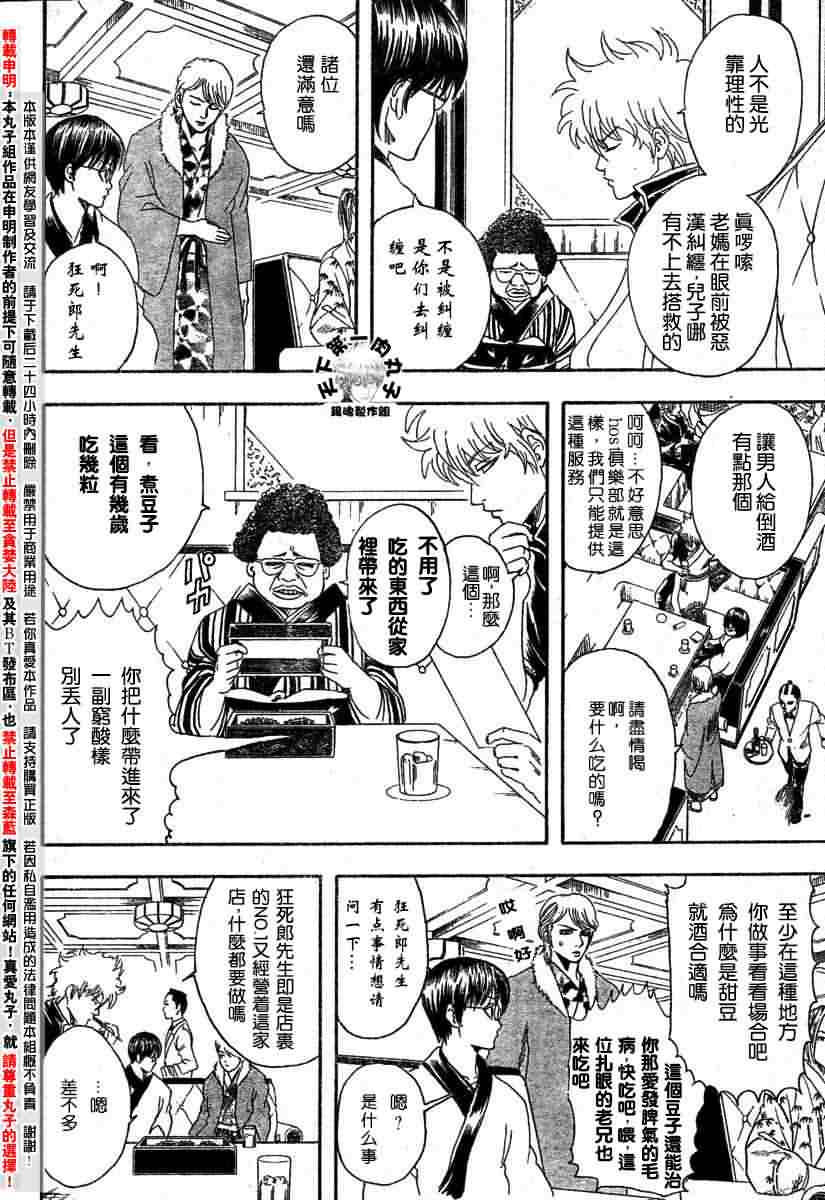 人不是光
靠理性的
真啰嗦
老媽在眼前被惡
漢糾纏,兒子哪
有不上去搭救的
不是被糾纏
是你们去糾
纏吧
諸位
還滿意嗎
啊!
狂死郎先生
天下第一肉丸子
讓男人給倒酒
有點那個
呵呵…不好意思
hos俱樂部就是這
樣,我們只能提供
這種服務
請盡情喝
啊,
要什么吃的嗎?
啊,那麼
這個…
不用了
吃的東西從家
裡帶來了
パカ
看,煮豆子
這個有幾歲
吃幾粒
你把什麼帶進來了
一副窮酸樣
別丟人了
至少在這種地方
你做事看看場合吧
為什麼是甜豆
就酒合適嗎
這個豆子還能治
你那愛發脾氣的毛
病,快吃吧,喂,這
位扎眼的老兄也
來吃吧
哎
啊
好
狂死郎先生
有点事情想请
问一下…
嗯?
是什么事
狂死郎先生即是店裏
的NO.1又經營着這家
店,什麼都要做嗎
…嗯
差不多
轉載申明:本丸子組作品在申明制作者的前提下可隨意轉載,但是禁止轉載至貪婪大陸及其BT發布區,也禁止轉載至淼藍旗下的任何網站!真愛丸子,就請尊重丸子的選擇!
本版本僅供網友學習及交流 請于下載后二十四小時內刪除 嚴禁用于商業用途 若你真愛本作品 請支持購買正版 若因私自濫用造成的法律問題本組概不負責 謝謝!